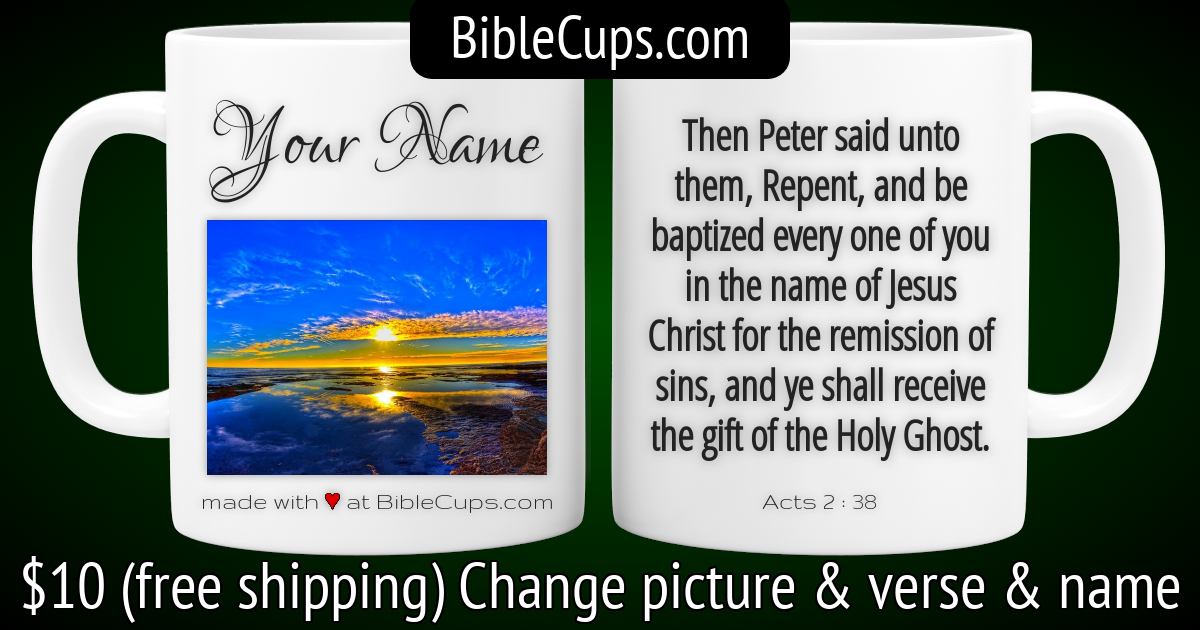 BibleCups.com
Your Name
made with ♥ at BibleCups.com
Then Peter said unto
them, Repent, and be
baptized every one of you
in the name of Jesus
Christ for the remission of
sins, and ye shall receive
the gift of the Holy Ghost.
Acts 2 : 38
$10 (free shipping) Change picture & verse & name